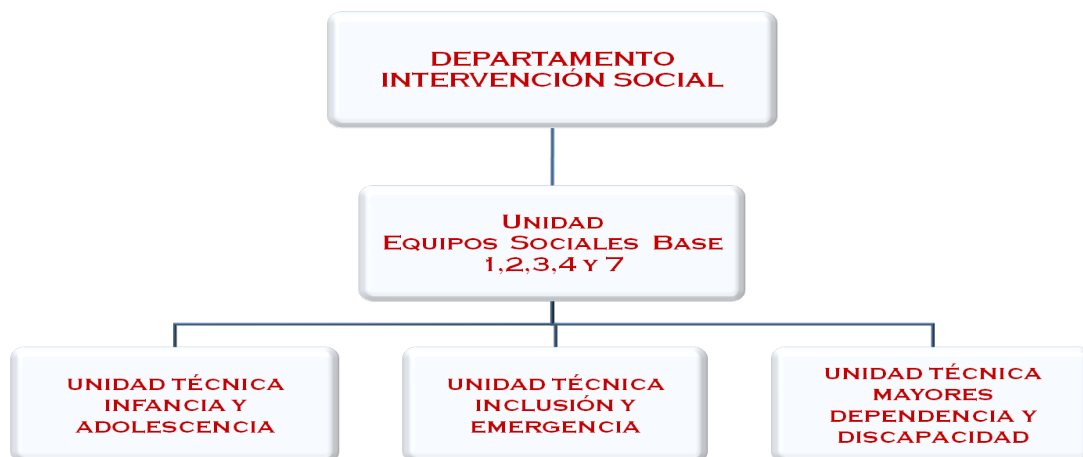 DEPARTAMENTO
INTERVENCIÓN SOCIAL
UNIDAD
EQUIPOS SOCIALES BASE
1,2,3,4 Y 7
UNIDAD TÉCNICA
INFANCIA Y
ADOLESCENCIA
UNIDAD TÉCNICA
INCLUSIÓN Y
EMERGENCIA
UNIDAD TÉCNICA
MAYORES
DEPENDENCIA Y
DISCAPACIDAD